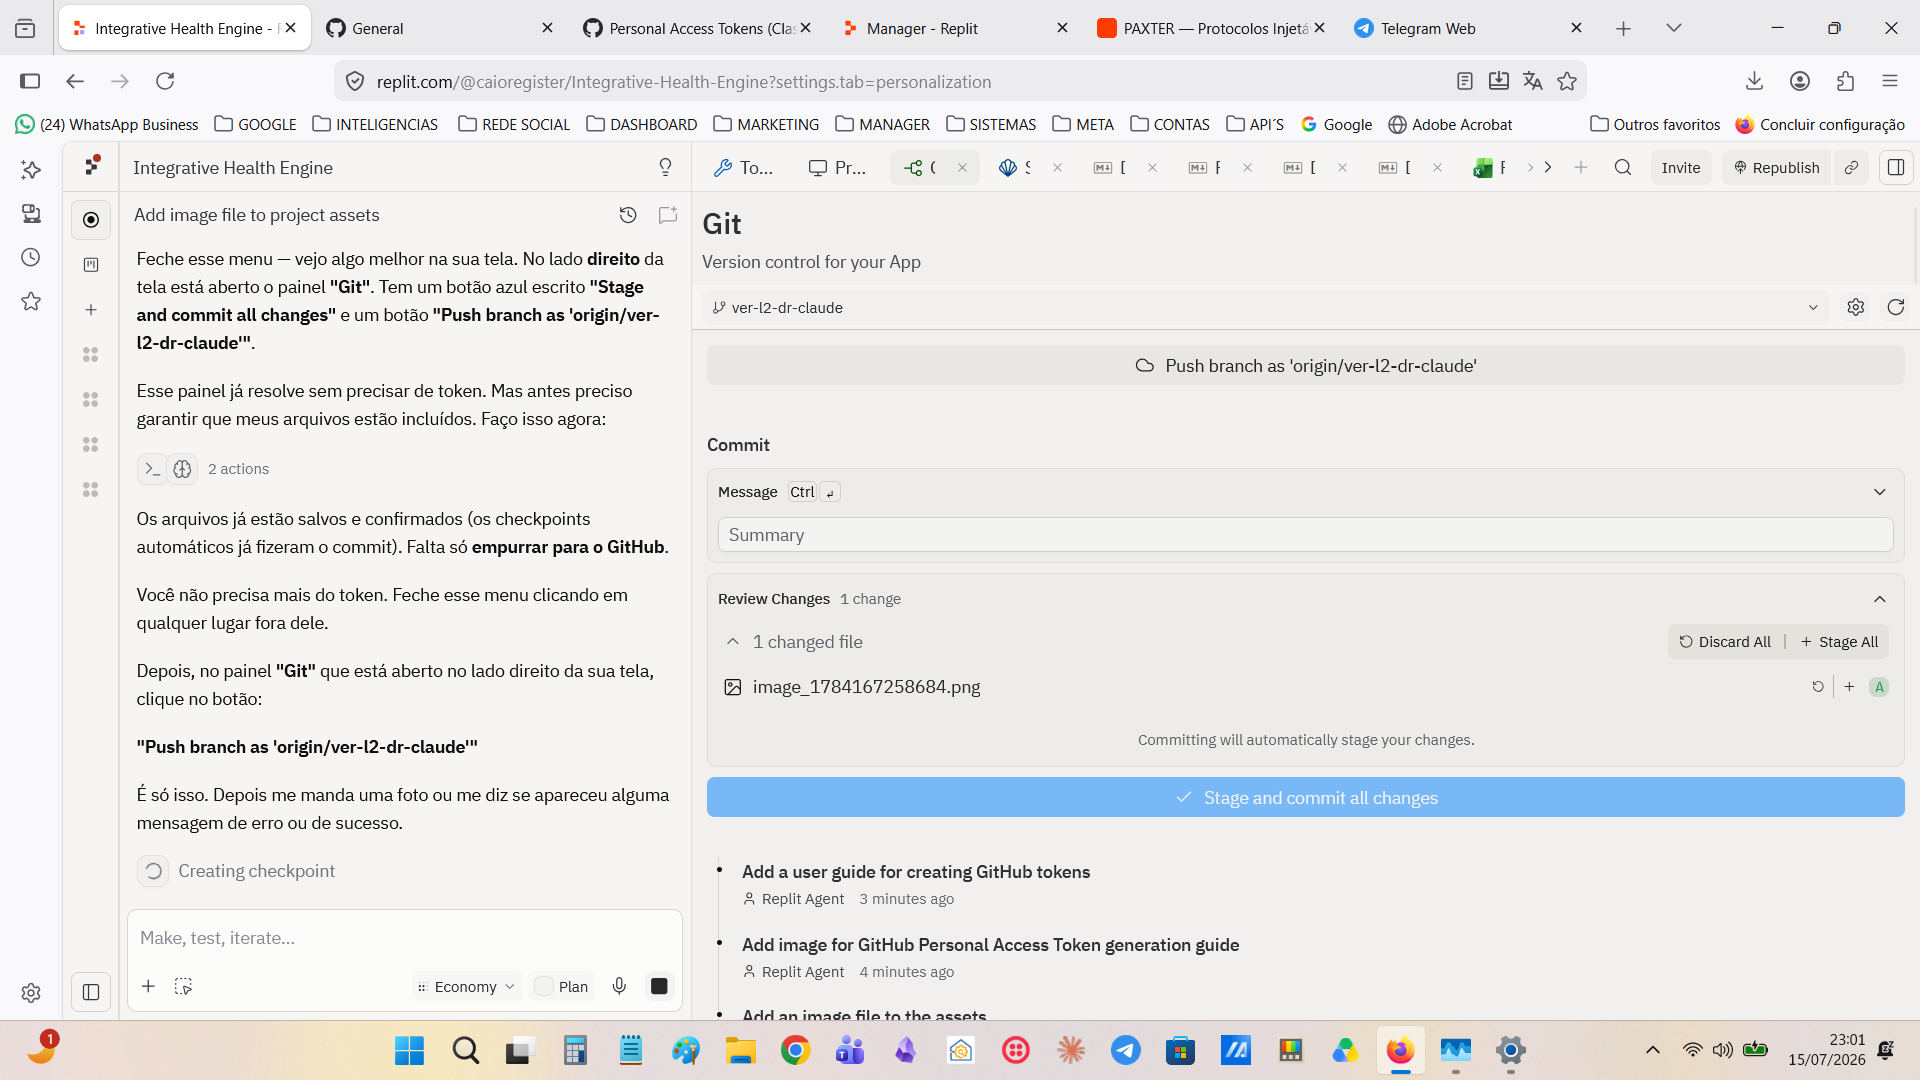 Integrative Health Engine - F
General
Personal Access Tokens (Clas
Manager - Replit
PAXTER — Protocolos Injetá
Telegram Web
replit.com/@caioregister/Integrative-Health-Engine?settings.tab=personalization
(24) WhatsApp Business
GOOGLE
INTELIGENCIAS
REDE SOCIAL
DASHBOARD
MARKETING
MANAGER
SISTEMAS
META
CONTAS
API´S
Google
Adobe Acrobat
Outros favoritos
Concluir configuração
Integrative Health Engine
To...
Pr...
Invite
Republish
Add image file to project assets
Feche esse menu — vejo algo melhor na sua tela. No lado direito da
tela está aberto o painel "Git". Tem um botão azul escrito "Stage
and commit all changes" e um botão "Push branch as 'origin/ver-
l2-dr-claude'".
Esse painel já resolve sem precisar de token. Mas antes preciso
garantir que meus arquivos estão incluídos. Faço isso agora:
2 actions
Os arquivos já estão salvos e confirmados (os checkpoints
automáticos já fizeram o commit). Falta só empurrar para o GitHub.
Você não precisa mais do token. Feche esse menu clicando em
qualquer lugar fora dele.
Depois, no painel "Git" que está aberto no lado direito da sua tela,
clique no botão:
"Push branch as 'origin/ver-l2-dr-claude'"
É só isso. Depois me manda uma foto ou me diz se apareceu alguma
mensagem de erro ou de sucesso.
Creating checkpoint
Make, test, iterate...
Economy
Plan
Git
Version control for your App
ver-l2-dr-claude
Push branch as 'origin/ver-l2-dr-claude'
Commit
Message Ctrl ↲
Summary
Review Changes 1 change
1 changed file
Discard All
Stage All
image_1784167258684.png
A
Committing will automatically stage your changes.
Stage and commit all changes
Add a user guide for creating GitHub tokens
Replit Agent 3 minutes ago
Add image for GitHub Personal Access Token generation guide
Replit Agent 4 minutes ago
Add an image file to the assets
1
23:01
15/07/2026